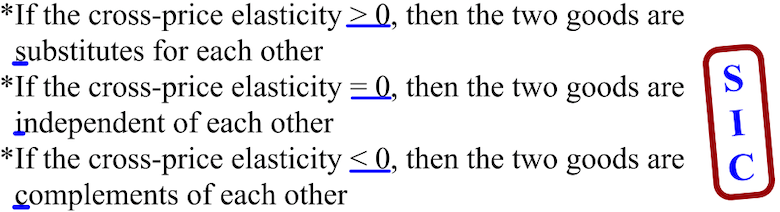 *If the cross-price elasticity > 0, then the two goods are
substitutes for each other
*If the cross-price elasticity = 0, then the two goods are
independent of each other
*If the cross-price elasticity < 0, then the two goods are
complements of each other
S
I
C